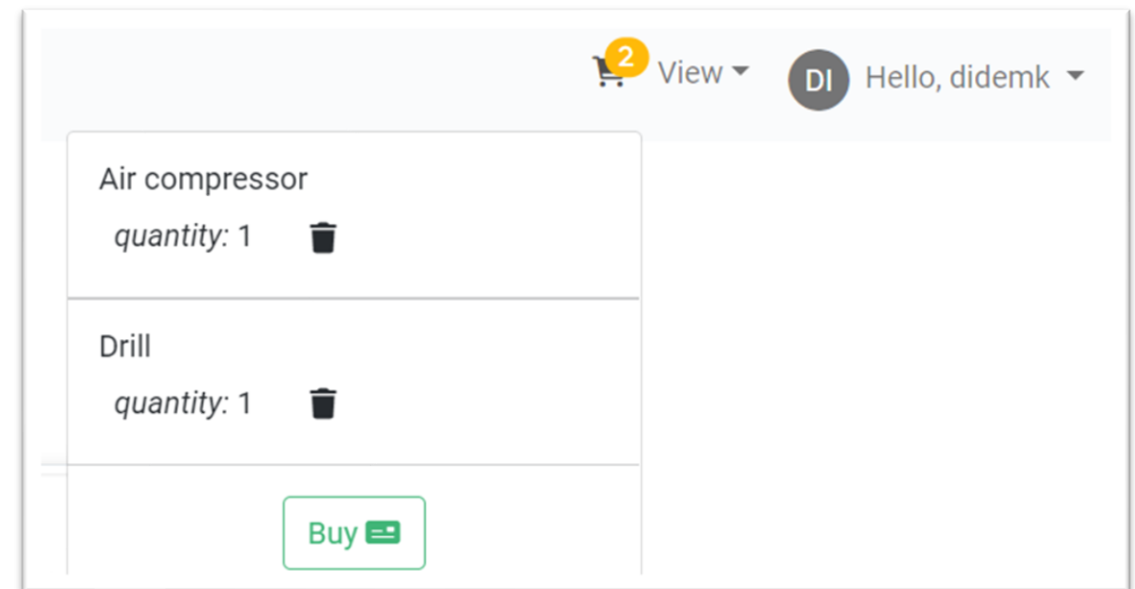 2 View DI Hello, didemk
Air compressor
quantity: 1
Drill
quantity: 1
Buy